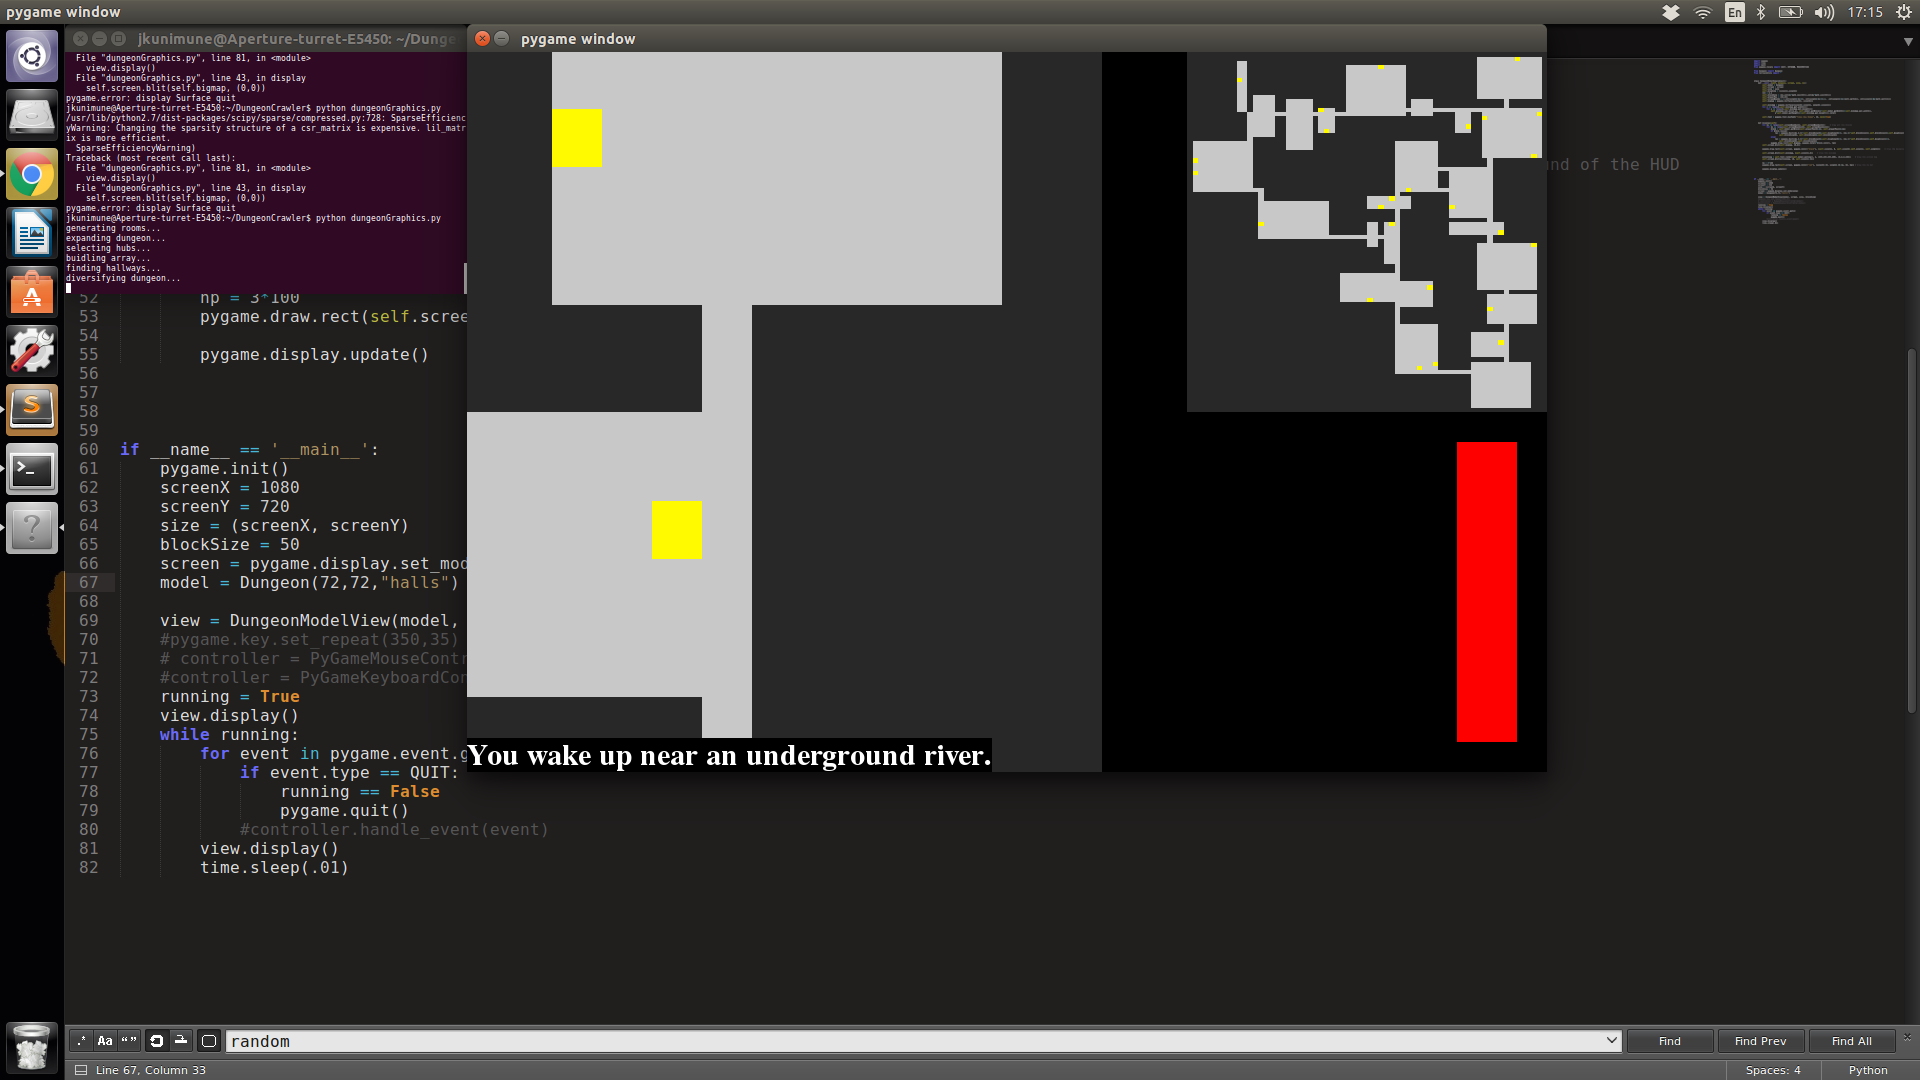 pygame window
En
17:15
jkunimune@Aperture-turret-E5450: ~/Dunge
File "dungeonGraphics.py", line 81, in <module>
view.display()
File "dungeonGraphics.py", line 43, in display
self.screen.blit(self.bigmap, (0,0))
pygame.error: display Surface quit
jkunimune@Aperture-turret-E5450:~/DungeonCrawler$ python dungeonGraphics.py
/usr/lib/python2.7/dist-packages/scipy/sparse/compressed.py:728: SparseEfficienc
yWarning: Changing the sparsity structure of a csr_matrix is expensive. lil_matr
ix is more efficient.
SparseEfficiencyWarning)
Traceback (most recent call last):
File "dungeonGraphics.py", line 81, in <module>
view.display()
File "dungeonGraphics.py", line 43, in display
self.screen.blit(self.bigmap, (0,0))
pygame.error: display Surface quit
jkunimune@Aperture-turret-E5450:~/DungeonCrawler$ python dungeonGraphics.py
generating rooms...
expanding dungeon...
selecting hubs...
buidling array...
finding hallways...
diversifying dungeon...
52 hp = 3*100
53 pygame.draw.rect(self.scree
54
55 pygame.display.update()
56
57
58
59
60 if __name__ == '__main__':
61 pygame.init()
62 screenX = 1080
63 screenY = 720
64 size = (screenX, screenY)
65 blockSize = 50
66 screen = pygame.display.set_mod
67 model = Dungeon(72,72,"halls")
68
69 view = DungeonModelView(model,
70 #pygame.key.set_repeat(350,35)
71 # controller = PyGameMouseContr
72 #controller = PyGameKeyboardCon
73 running = True
74 view.display()
75 while running:
76 for event in pygame.event.g
77 if event.type == QUIT:
78 running == False
79 pygame.quit()
80 #controller.handle_event(event)
81 view.display()
82 time.sleep(.01)
pygame window
You wake up near an underground river.
nd of the HUD
.* Aa “”
random
Find
Find Prev
Find All
Line 67, Column 33
Spaces: 4
Python